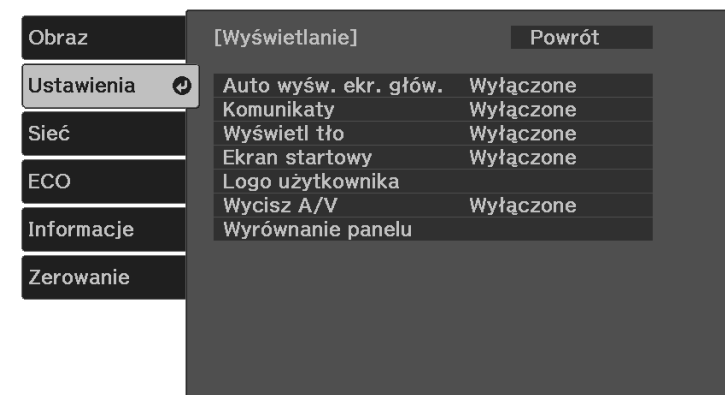 Obraz
Ustawienia
Sieć
ECO
Informacje
Zerowanie
[Wyświetlanie] Powrót
Auto wyśw. ekr. głów. Wyłączone
Komunikaty Wyłączone
Wyświetl tło Wyłączone
Ekran startowy Wyłączone
Logo użytkownika
Wycisz A/V Wyłączone
Wyrównanie panelu